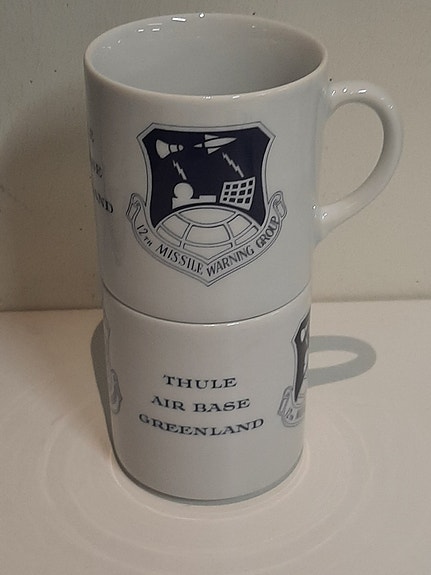 12TH MISSILE WARNING GROUP
THULE
AIR BASE
GREENLAND